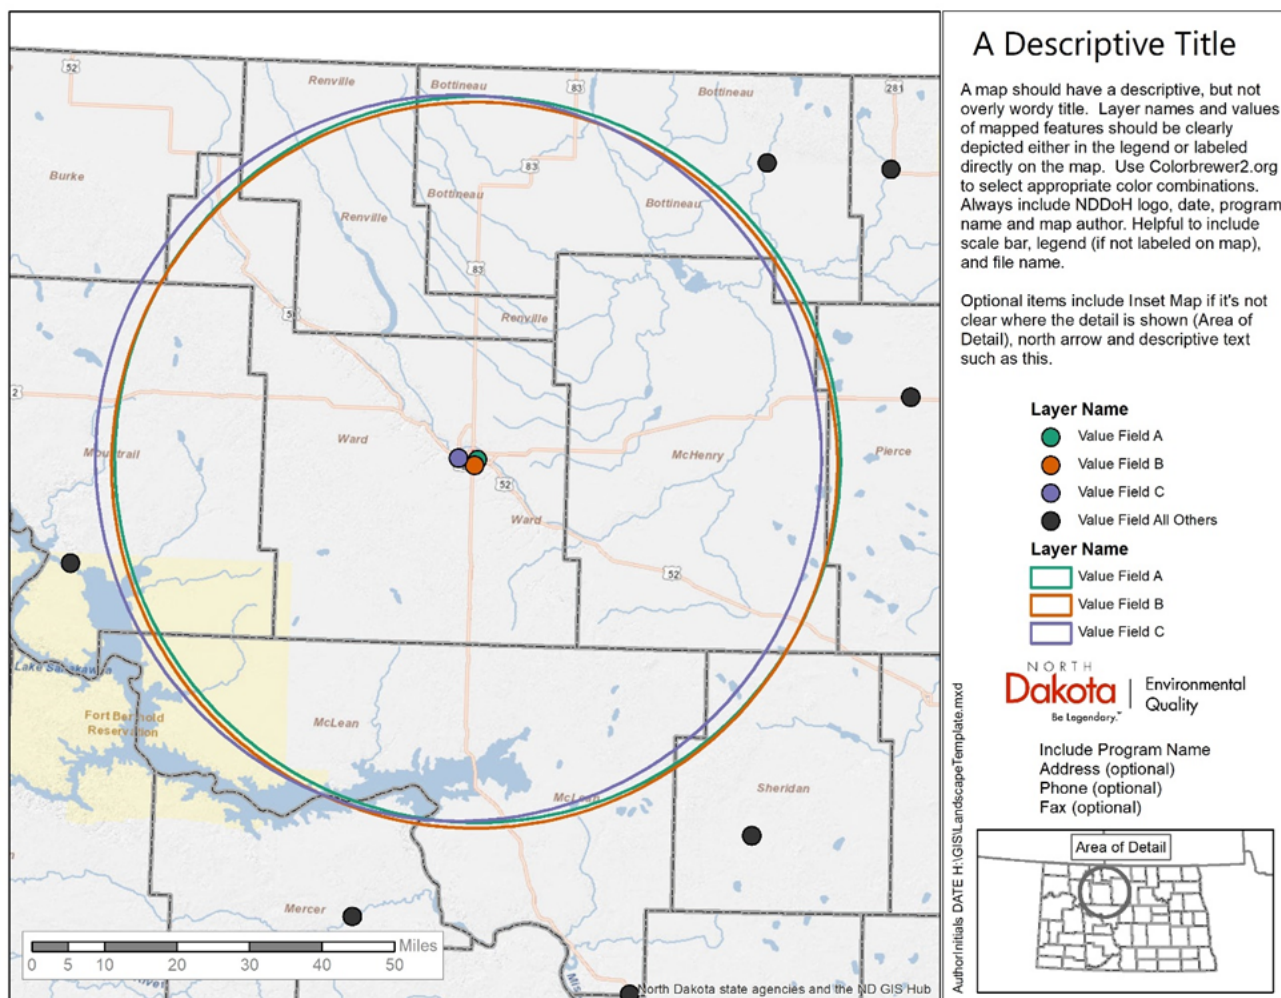 A Descriptive Title
A map should have a descriptive, but not
overly wordy title. Layer names and values
of mapped features should be clearly
depicted either in the legend or labeled
directly on the map. Use Colorbrewer2.org
to select appropriate color combinations.
Always include NDDoH logo, date, program
name and map author. Helpful to include
scale bar, legend (if not labeled on map),
and file name.
Optional items include Inset Map if it's not
clear where the detail is shown (Area of
Detail), north arrow and descriptive text
such as this.
Layer Name
Value Field A
Value Field B
Value Field C
Value Field All Others
Layer Name
Value Field A
Value Field B
Value Field C
NORTH
Dakota
Be Legendary.™
Environmental
Quality
Include Program Name
Address (optional)
Phone (optional)
Fax (optional)
Area of Detail
AuthorInitials DATE H:\GIS\LandscapeTemplate.mxd
52
Renville
Bottineau
83
Bottineau
281
Burke
83
Bottineau
Renville
Bottineau
83
Renville
2
Ward
Mountrail
McHenry
Pierce
52
Ward
52
Lake Sakakawea
Fort Berthold
Reservation
McLean
McLean
Sheridan
Mercer
Miles
0 5 10 20 30 40 50
North Dakota state agencies and the ND GIS Hub